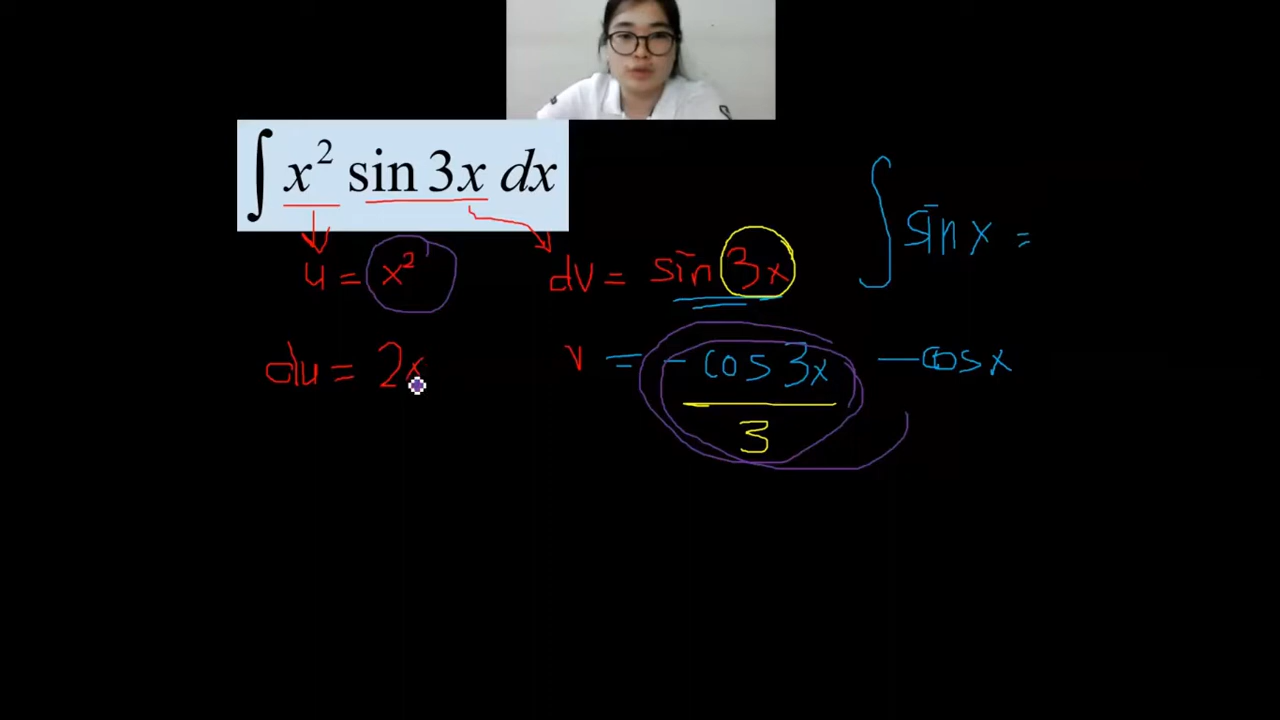 ∫ x² sin 3x dx
∫ sin x =
u = x²
dv = sin 3x
du = 2x
v = - cos 3x / 3
- cos x